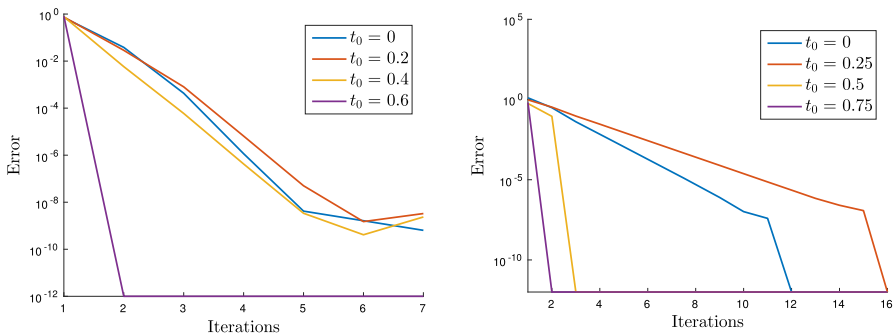 10^0
10^-2
10^-4
10^-6
10^-8
10^-10
10^-12
Error
1 2 3 4 5 6 7
Iterations
t_0 = 0
t_0 = 0.2
t_0 = 0.4
t_0 = 0.6
10^5
10^0
10^-5
10^-10
Error
2 4 6 8 10 12 14 16
Iterations
t_0 = 0
t_0 = 0.25
t_0 = 0.5
t_0 = 0.75